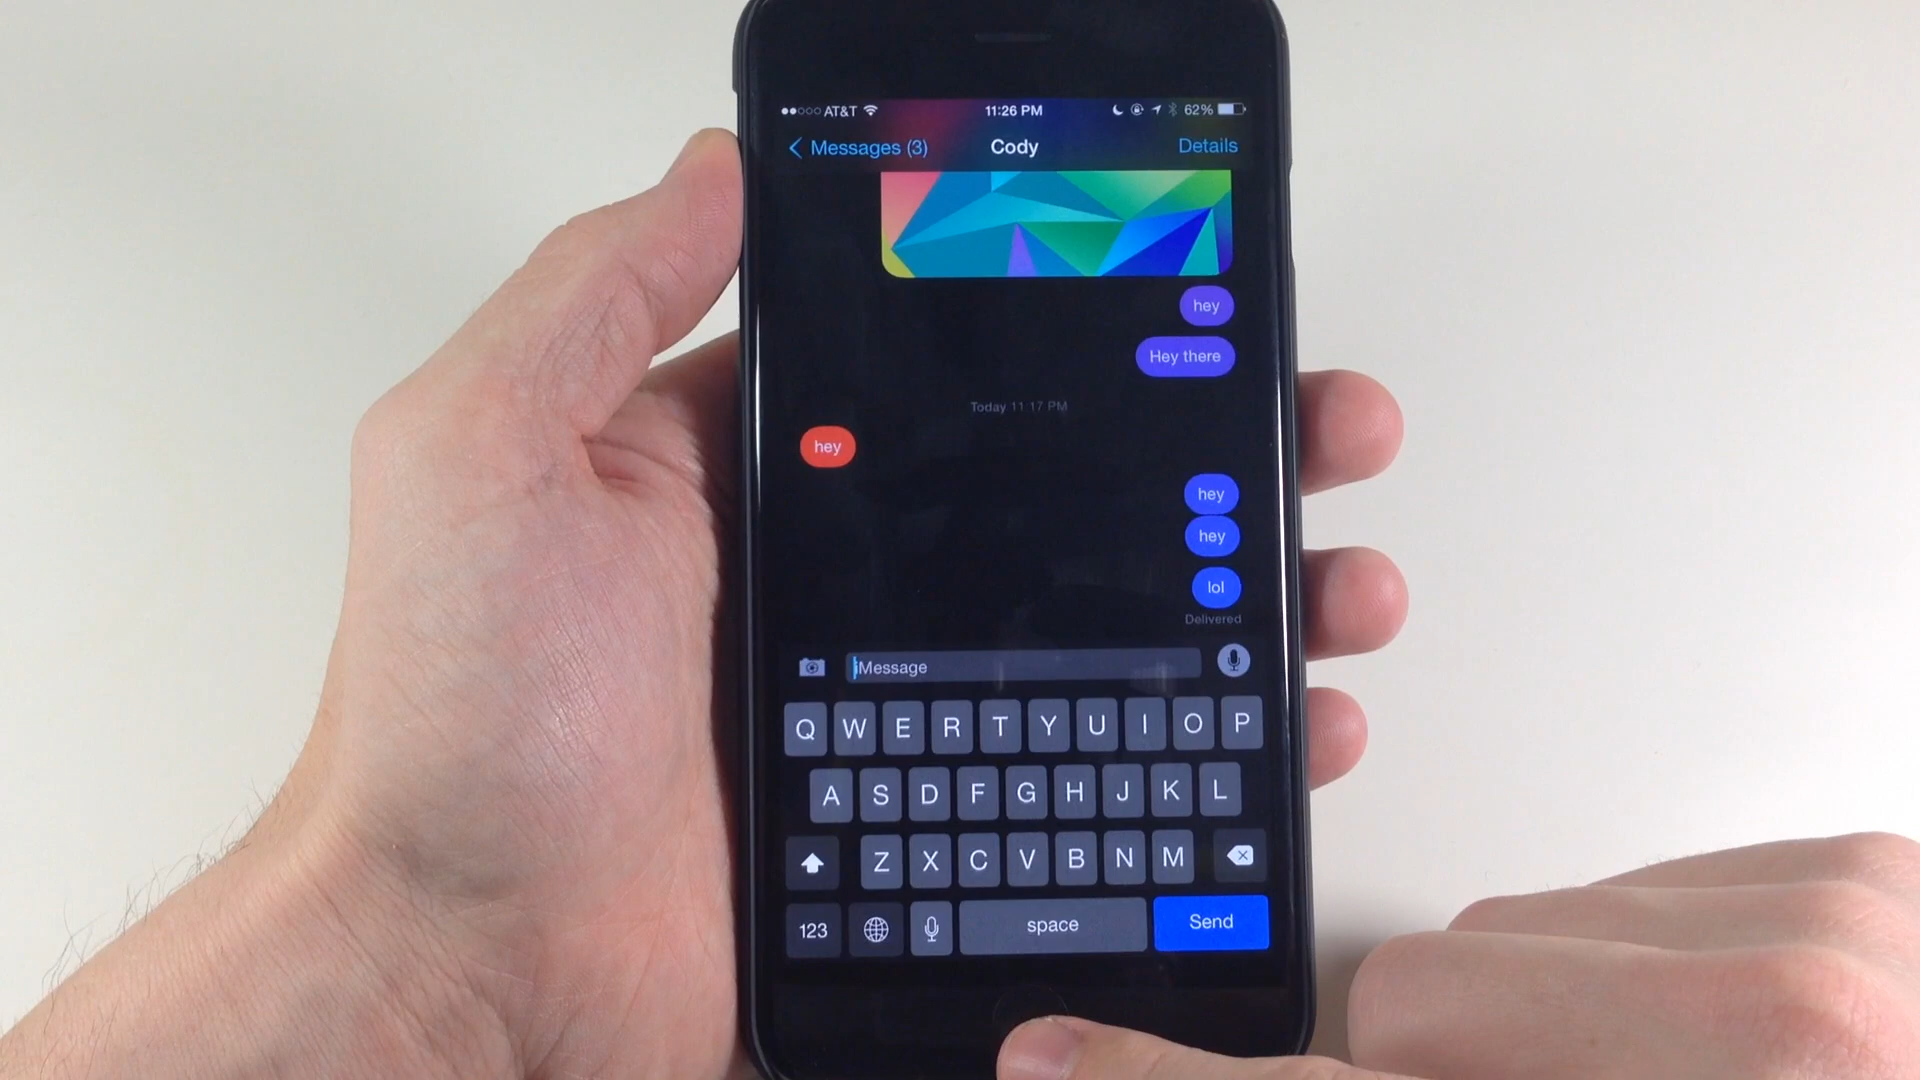 AT&T 11:26 PM 62%
Messages (3) Cody Details
hey
Hey there
Today 11:17 PM
hey
hey
hey
lol
Delivered
iMessage
Q W E R T Y U I O P
A S D F G H J K L
Z X C V B N M
123 space Send